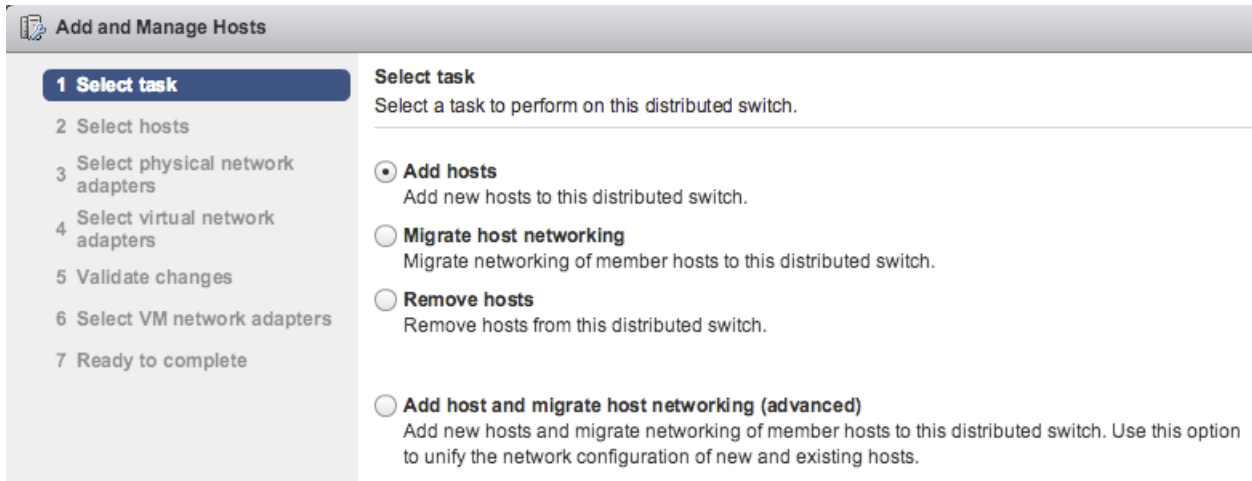 Add and Manage Hosts
1 Select task
2 Select hosts
3 Select physical network
adapters
4 Select virtual network
adapters
5 Validate changes
6 Select VM network adapters
7 Ready to complete
Select task
Select a task to perform on this distributed switch.
Add hosts
Add new hosts to this distributed switch.
Migrate host networking
Migrate networking of member hosts to this distributed switch.
Remove hosts
Remove hosts from this distributed switch.
Add host and migrate host networking (advanced)
Add new hosts and migrate networking of member hosts to this distributed switch. Use this option
to unify the network configuration of new and existing hosts.